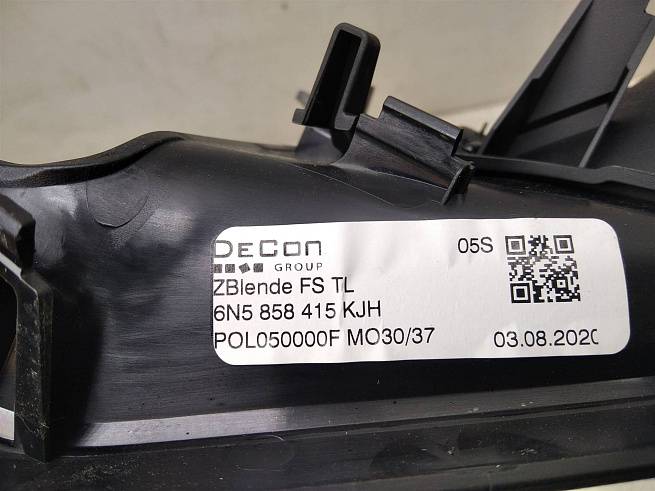 DeCon 05S
GROUP
ZBlende FS TL
6N5 858 415 KJH
POL050000F MO30/37 03.08.2020